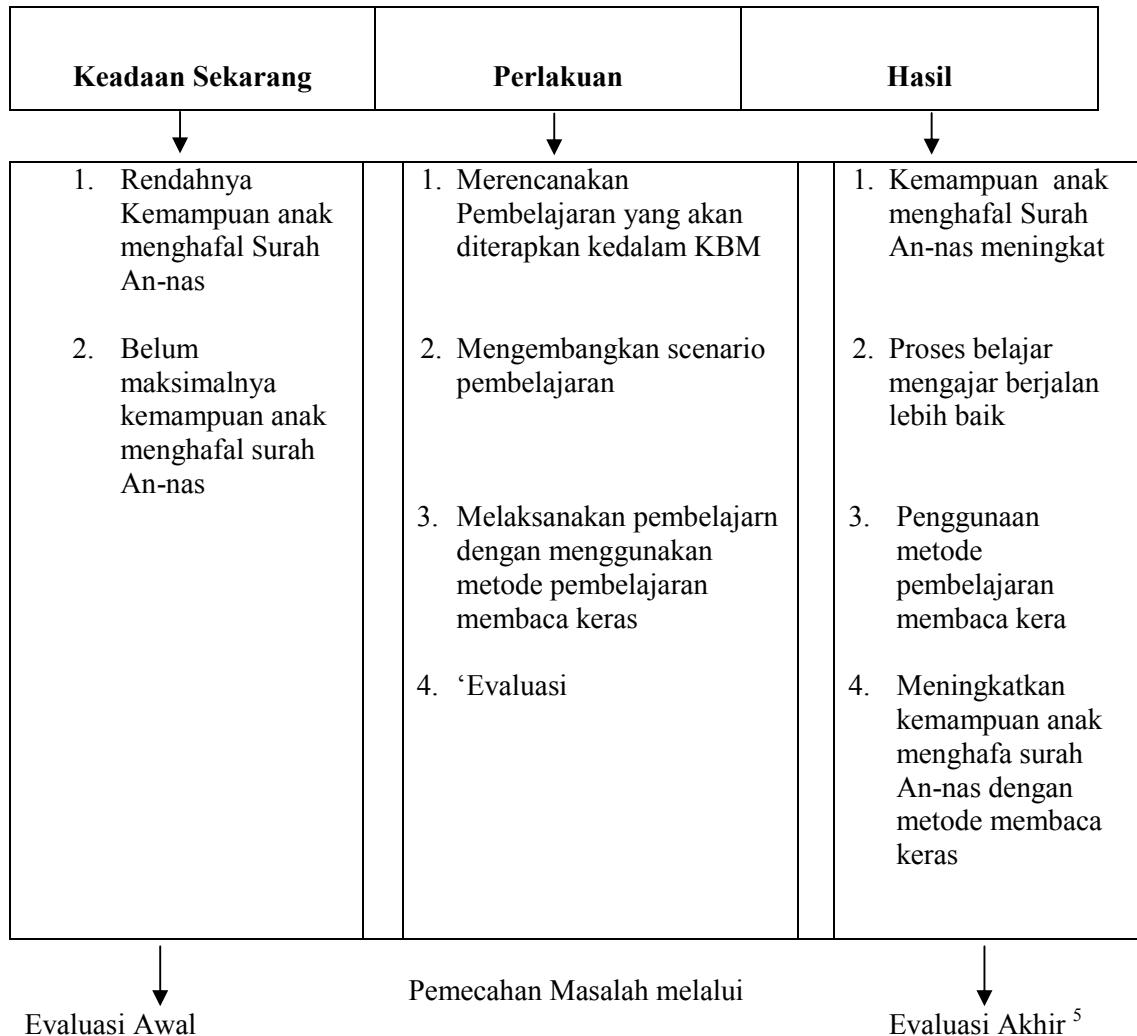 Keadaan Sekarang
Perlakuan
Hasil
1. Rendahnya
Kemampuan anak
menghafal Surah
An-nas
2. Belum
maksimalnya
kemampuan anak
menghafal surah
An-nas
1. Merencanakan
Pembelajaran yang akan
diterapkan kedalam KBM
2. Mengembangkan scenario
pembelajaran
3. Melaksanakan pembelajarn
dengan menggunakan
metode pembelajaran
membaca keras
4. ‘Evaluasi
1. Kemampuan anak
menghafal Surah
An-nas meningkat
2. Proses belajar
mengajar berjalan
lebih baik
3. Penggunaan
metode
pembelajaran
membaca kera
4. Meningkatkan
kemampuan anak
menghafa surah
An-nas dengan
metode membaca
keras
Pemecahan Masalah melalui
Evaluasi Awal
Evaluasi Akhir 5